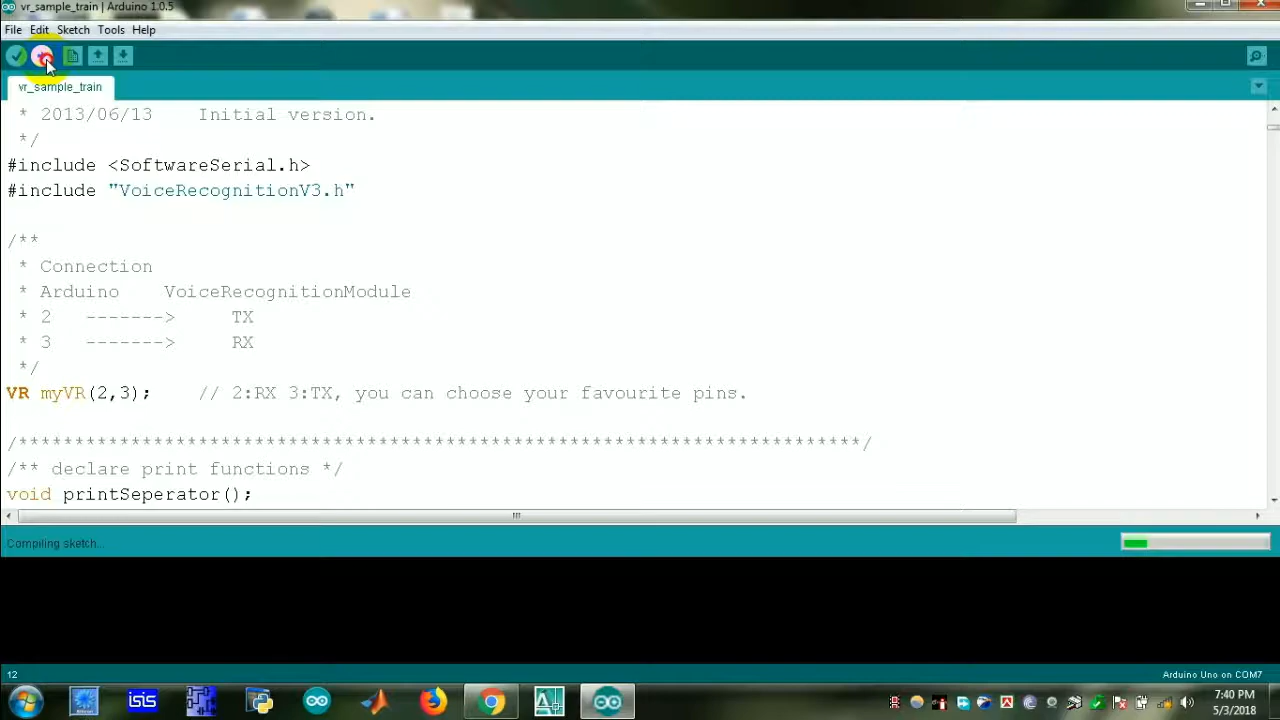 vr_sample_train | Arduino 1.0.5
File Edit Sketch Tools Help
vr_sample_train
* 2013/06/13    Initial version.
*/
#include <SoftwareSerial.h>
#include "VoiceRecognitionV3.h"
/**
* Connection
* Arduino    VoiceRecognitionModule
* 2   ------->     TX
* 3   ------->     RX
*/
VR myVR(2,3);    // 2:RX 3:TX, you can choose your favourite pins.
/***************************************************************************/
/** declare print functions */
void printSeperator();
Compiling sketch...
12
Arduino Uno on COM7
isis
7:40 PM
5/3/2018